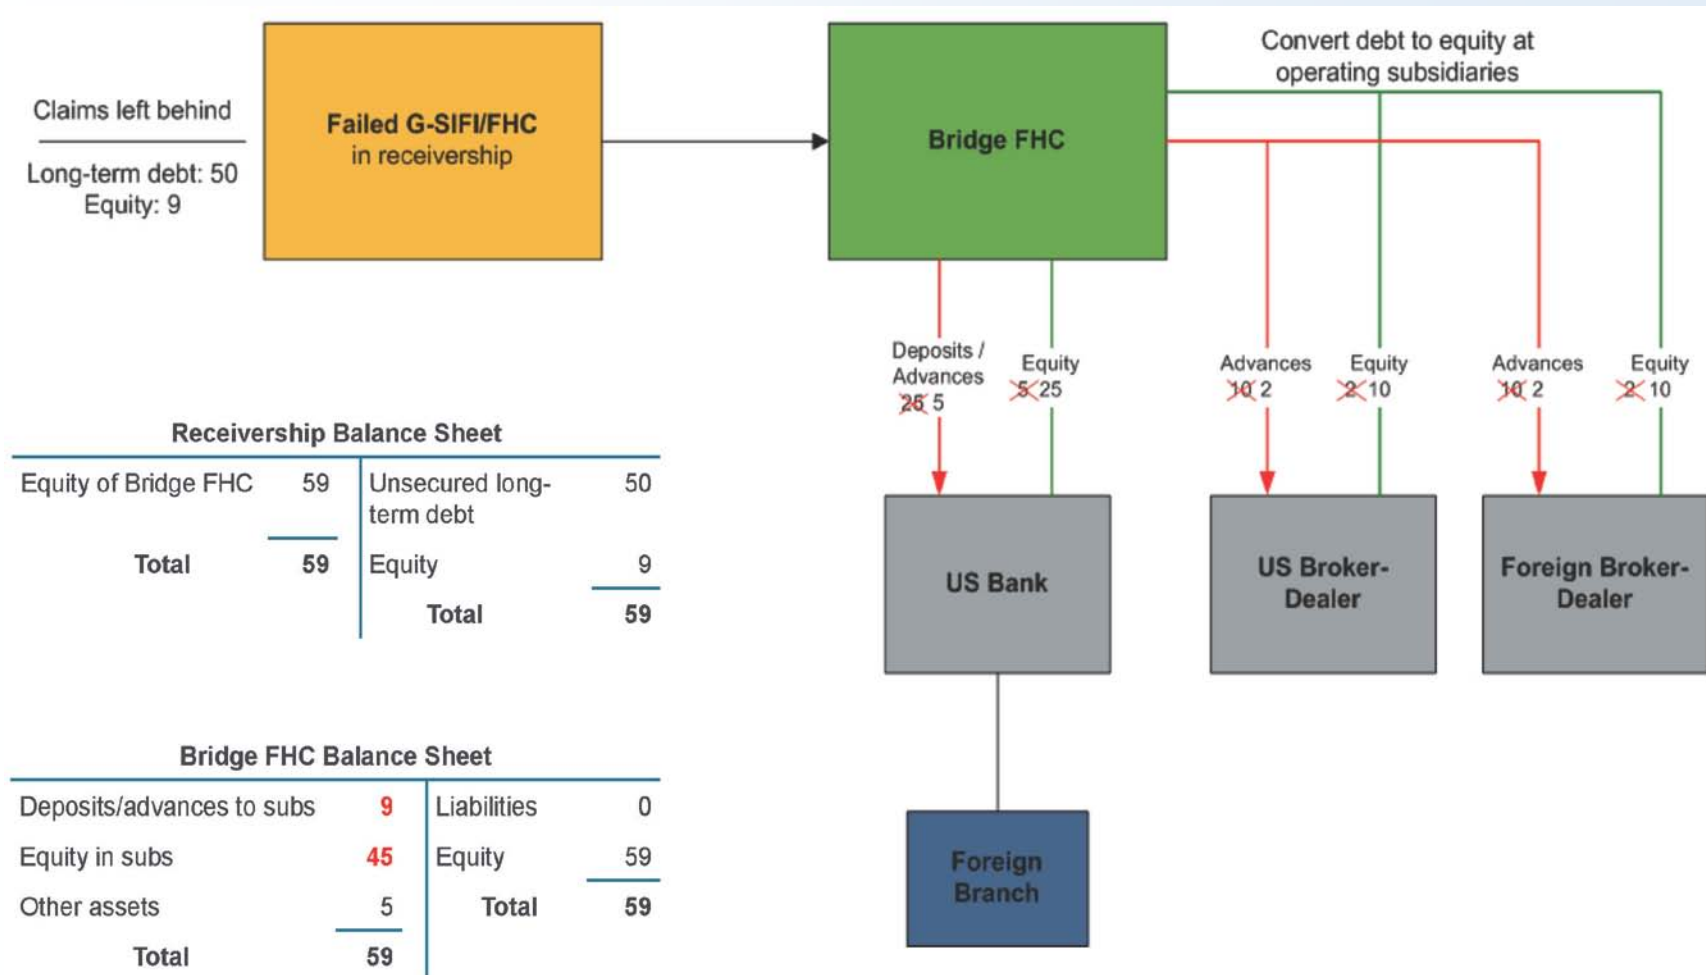 Convert debt to equity at
operating subsidiaries
Claims left behind
Long-term debt: 50
Equity: 9
Failed G-SIFI/FHC
in receivership
Bridge FHC
Deposits /
Advances
25 5
Equity
5 25
Advances
10 2
Equity
2 10
Advances
10 2
Equity
2 10
US Bank
US Broker-
Dealer
Foreign Broker-
Dealer
Foreign
Branch
Receivership Balance Sheet
Equity of Bridge FHC 59 Unsecured long- 50
term debt
Total 59 Equity 9
Total 59
Bridge FHC Balance Sheet
Deposits/advances to subs 9 Liabilities 0
Equity in subs 45 Equity 59
Other assets 5 Total 59
Total 59